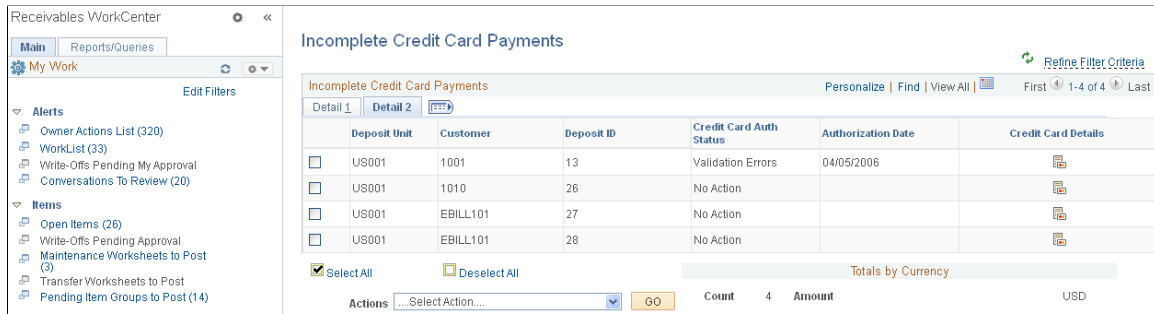 Receivables WorkCenter
«
Main
Reports/Queries
My Work
Edit Filters
Alerts
Owner Actions List (320)
WorkList (33)
Write-Offs Pending My Approval
Conversations To Review (20)
Items
Open Items (26)
Write-Offs Pending Approval
Maintenance Worksheets to Post
(3)
Transfer Worksheets to Post
Pending Item Groups to Post (14)
Incomplete Credit Card Payments
Refine Filter Criteria
Incomplete Credit Card Payments Personalize | Find | View All | First 1-4 of 4 Last
Detail 1 Detail 2
Deposit Unit Customer Deposit ID Credit Card Auth Status Authorization Date Credit Card Details
US001 1001 13 Validation Errors 04/05/2006
US001 1010 26 No Action
US001 EBILL101 27 No Action
US001 EBILL101 28 No Action
Select All Deselect All Totals by Currency
Actions ....Select Action.... GO Count 4 Amount USD